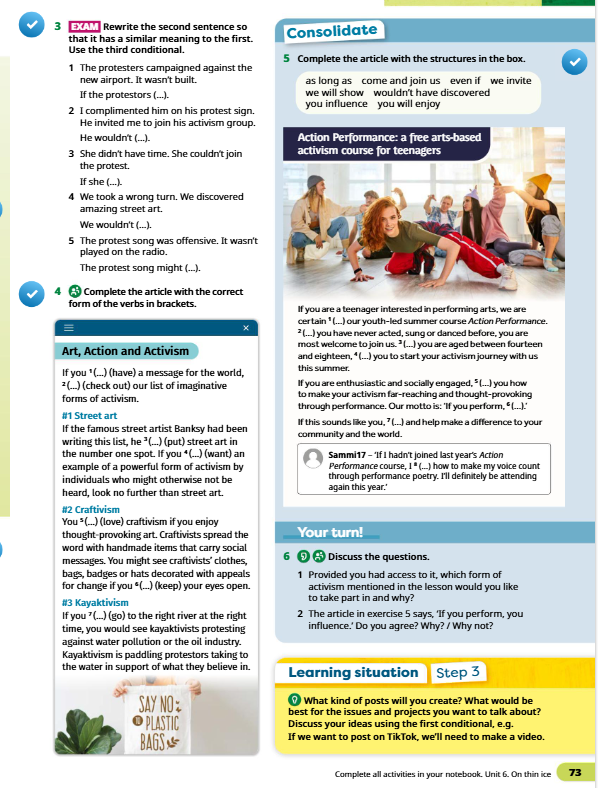 3 EXAM Rewrite the second sentence so
that it has a similar meaning to the first.
Use the third conditional.
1 The protesters campaigned against the
new airport. It wasn't built.
If the protestors (...).
2 I complimented him on his protest sign.
He invited me to join his activism group.
He wouldn't (...).
3 She didn't have time. She couldn't join
the protest.
If she (...).
4 We took a wrong turn. We discovered
amazing street art.
We wouldn't (...).
5 The protest song was offensive. It wasn't
played on the radio.
The protest song might (...).
4 Complete the article with the correct
form of the verbs in brackets.
Art, Action and Activism
If you 1(...) (have) a message for the world,
2(...) (check out) our list of imaginative
forms of activism.
#1 Street art
If the famous street artist Banksy had been
writing this list, he 3(...) (put) street art in
the number one spot. If you 4(...) (want) an
example of a powerful form of activism by
individuals who might otherwise not be
heard, look no further than street art.
#2 Craftivism
You 5(...) (love) craftivism if you enjoy
thought-provoking art. Craftivists spread the
word with handmade items that carry social
messages. You might see craftivists' clothes,
bags, badges or hats decorated with appeals
for change if you 6(...) (keep) your eyes open.
#3 Kayaktivism
If you 7(...) (go) to the right river at the right
time, you would see kayaktivists protesting
against water pollution or the oil industry.
Kayaktivism is paddling protestors taking to
the water in support of what they believe in.
SAY NO
TO PLASTIC
BAGS
Consolidate
5 Complete the article with the structures in the box.
as long as come and join us even if we invite
we will show wouldn't have discovered
you influence you will enjoy
Action Performance: a free arts-based
activism course for teenagers
If you are a teenager interested in performing arts, we are
certain 1(...) our youth-led summer course Action Performance.
2(...) you have never acted, sung or danced before, you are
most welcome to join us. 3(...) you are aged between fourteen
and eighteen, 4(...) you to start your activism journey with us
this summer.
If you are enthusiastic and socially engaged, 5(...) you how
to make your activism far-reaching and thought-provoking
through performance. Our motto is: 'If you perform, 6(...).'
If this sounds like you, 7(...) and help make a difference to your
community and the world.
Sammi17 – 'If I hadn't joined last year's Action
Performance course, I 8(...) how to make my voice count
through performance poetry. I'll definitely be attending
again this year.'
Your turn!
6 Discuss the questions.
1 Provided you had access to it, which form of
activism mentioned in the lesson would you like
to take part in and why?
2 The article in exercise 5 says, 'If you perform, you
influence.' Do you agree? Why? / Why not?
Learning situation Step 3
What kind of posts will you create? What would be
best for the issues and projects you want to talk about?
Discuss your ideas using the first conditional, e.g.
If we want to post on TikTok, we'll need to make a video.
Complete all activities in your notebook. Unit 6. On thin ice 73